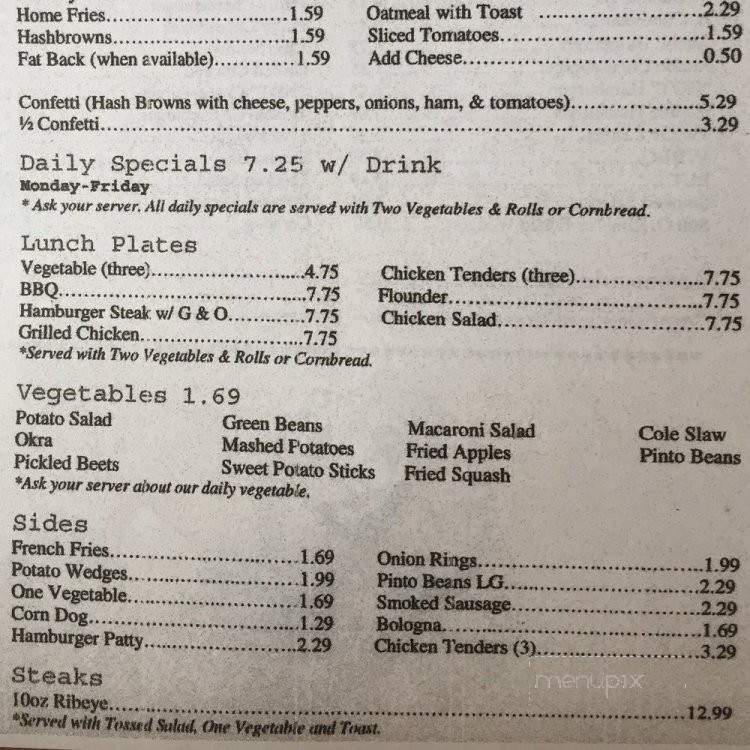 Home Fries..............................1.59
Hashbrowns..............................1.59
Fat Back (when available).............1.59
Oatmeal with Toast ......................2.29
Sliced Tomatoes..........................1.59
Add Cheese...............................0.50
Confetti (Hash Browns with cheese, peppers, onions, ham, & tomatoes)....................5.29
½ Confetti....................................................3.29
Daily Specials 7.25 w/ Drink
Monday-Friday
* Ask your server. All daily specials are served with Two Vegetables & Rolls or Cornbread.
Lunch Plates
Vegetable (three).......................4.75
BBQ.....................................7.75
Hamburger Steak w/ G & O.............7.75
Grilled Chicken.........................7.75
*Served with Two Vegetables & Rolls or Cornbread.
Chicken Tenders (three)..................7.75
Flounder.................................7.75
Chicken Salad............................7.75
Vegetables 1.69
Potato Salad
Okra
Pickled Beets
*Ask your server about our daily vegetable.
Green Beans
Mashed Potatoes
Sweet Potato Sticks
Macaroni Salad
Fried Apples
Fried Squash
Cole Slaw
Pinto Beans
Sides
French Fries............................1.69
Potato Wedges...........................1.99
One Vegetable...........................1.69
Corn Dog................................1.29
Hamburger Patty.........................2.29
Onion Rings..............................1.99
Pinto Beans LG...........................2.29
Smoked Sausage...........................2.29
Bologna..................................1.69
Chicken Tenders (3)......................3.29
Steaks
10oz Ribeye...................................................12.99
*Served with Tossed Salad, One Vegetable and Toast.
menupix